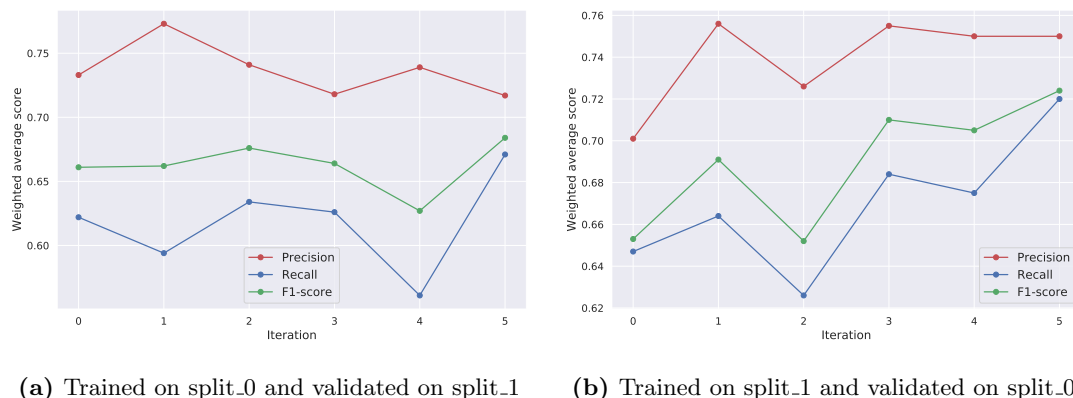 0.75
0.70
0.65
0.60
Weighted average score
Precision
Recall
F1-score
0 1 2 3 4 5
Iteration
(a) Trained on split_0 and validated on split_1
0.76
0.74
0.72
0.70
0.68
0.66
0.64
0.62
Weighted average score
Precision
Recall
F1-score
0 1 2 3 4 5
Iteration
(b) Trained on split_1 and validated on split_0